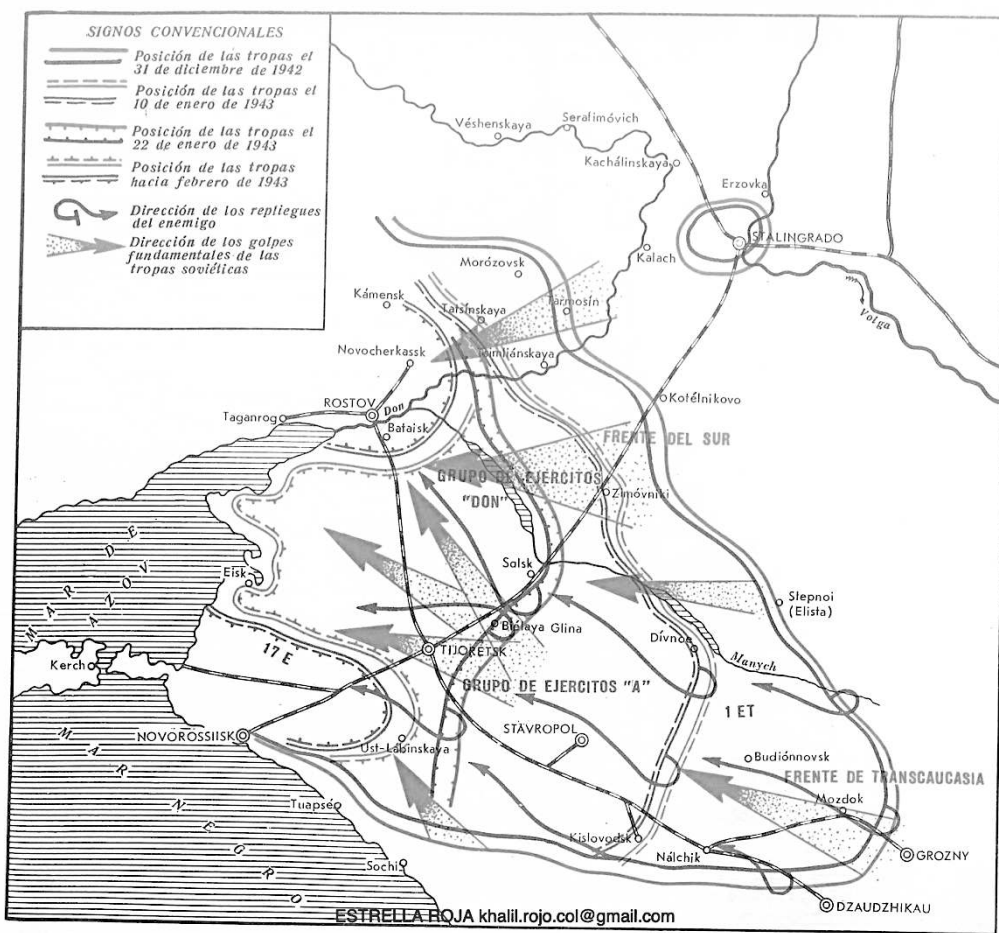 SIGNOS CONVENCIONALES
Posición de las tropas el
31 de diciembre de 1942
Posición de las tropas el
10 de enero de 1943
Posición de las tropas el
22 de enero de 1943
Posición de las tropas
hacia febrero de 1943
Dirección de los repliegues
del enemigo
Dirección de los golpes
fundamentales de las
tropas soviéticas
Véshenskaya
Serafimóvich
Kachálinskaya
Erzovka
STALINGRADO
Kalach
Volga
Morózovsk
Kámensk
Tatsínskaya
Tarmosín
Novocherkassk
Tsimliánskaya
ROSTOV
Don
Taganrog
Bataisk
Kotélnikovo
FRENTE DEL SUR
GRUPO DE EJERCITOS
"DON"
Zimóvniki
MAR DE
AZOV
Eisk
Salsk
Slepnoi
(Elista)
Biélaya Glina
Dívnoe
Manych
17 E
TIJORETSK
Kerch
GRUPO DE EJERCITOS "A"
1 ET
STAVROPOL
NOVOROSSIISK
Ust-Labínskaya
Budiónnovsk
FRENTE DE TRANSCAUCASIA
MAR NEGRO
Tuapsé
Mozdok
Kislovodsk
Nálchik
GROZNY
Sochi
DZAUDZHIKAU
ESTRELLA ROJA khalil.rojo.col@gmail.com